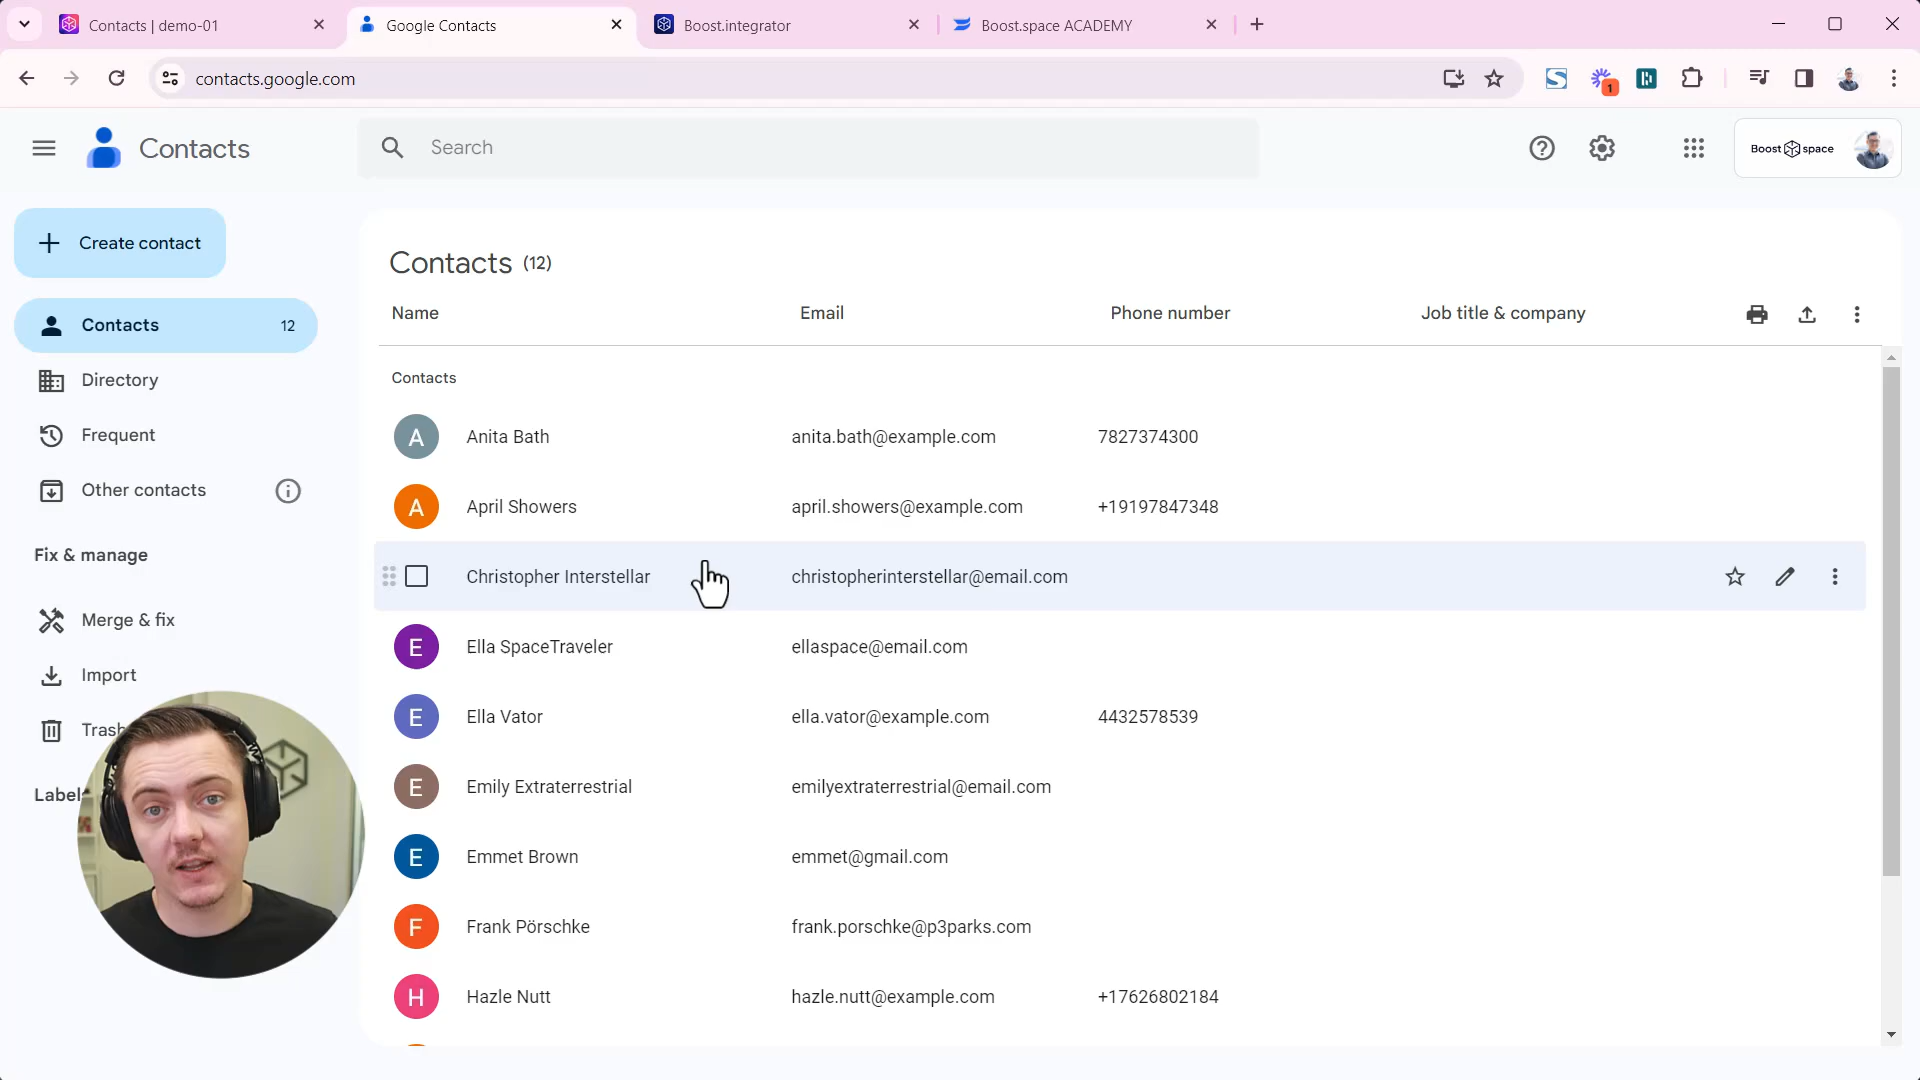 Contacts | demo-01
Google Contacts
Boost.integrator
Boost.space ACADEMY
contacts.google.com
1
Contacts
Search
Boost space
Create contact
Contacts 12
Directory
Frequent
Other contacts
Fix & manage
Merge & fix
Import
Trash
Label
Contacts (12)
Name Email Phone number Job title & company
Contacts
A Anita Bath anita.bath@example.com 7827374300
A April Showers april.showers@example.com +19197847348
Christopher Interstellar christopherinterstellar@email.com
E Ella SpaceTraveler ellaspace@email.com
E Ella Vator ella.vator@example.com 4432578539
E Emily Extraterrestrial emilyextraterrestrial@email.com
E Emmet Brown emmet@gmail.com
F Frank Pörschke frank.porschke@p3parks.com
H Hazle Nutt hazle.nutt@example.com +17626802184